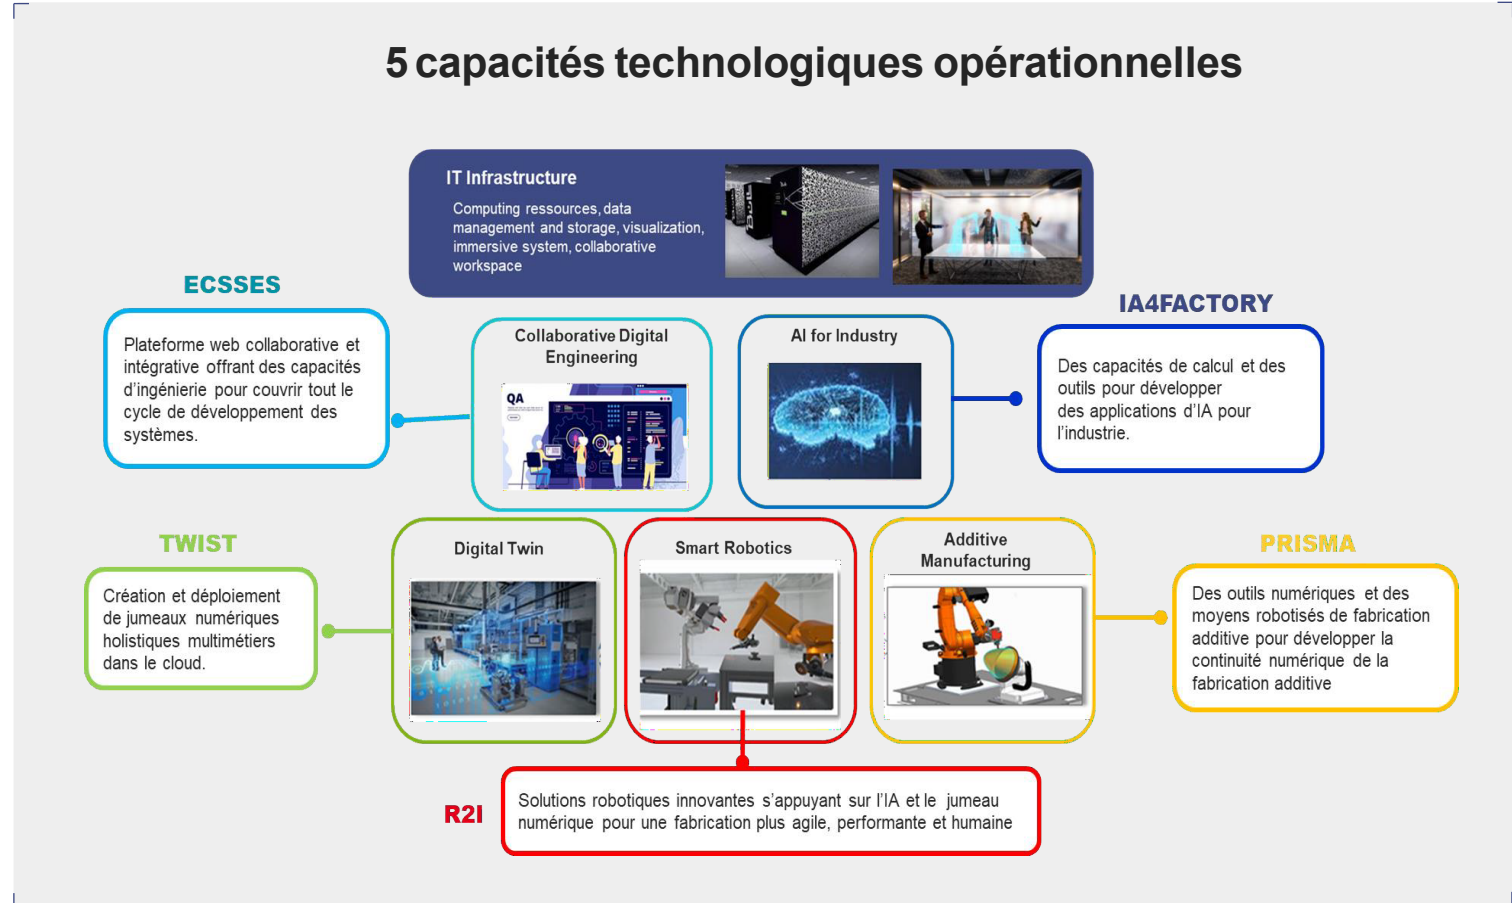 5 capacités technologiques opérationnelles
IT Infrastructure
Computing ressources, data
management and storage, visualization,
immersive system, collaborative
workspace
ECSSES
Plateforme web collaborative et
intégrative offrant des capacités
d’ingénierie pour couvrir tout le
cycle de développement des
systèmes.
Collaborative Digital
Engineering
QA
AI for Industry
IA4FACTORY
Des capacités de calcul et des
outils pour développer
des applications d’IA pour
l’industrie.
TWIST
Création et déploiement
de jumeaux numériques
holistiques multimétiers
dans le cloud.
Digital Twin
Smart Robotics
Additive
Manufacturing
PRISMA
Des outils numériques et des
moyens robotisés de fabrication
additive pour développer la
continuité numérique de la
fabrication additive
R2I
Solutions robotiques innovantes s’appuyant sur l’IA et le jumeau
numérique pour une fabrication plus agile, performante et humaine